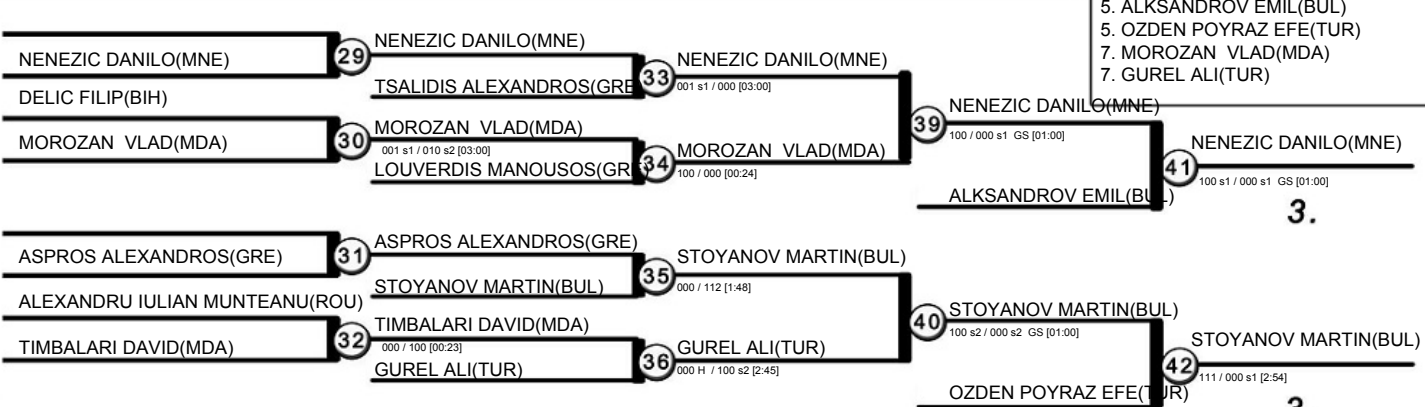 5. ALKSANDROV EMIL(BUL)
5. OZDEN POYRAZ EFE(TUR)
7. MOROZAN  VLAD(MDA)
7. GUREL ALI(TUR)
NENEZIC DANILO(MNE)
29
DELIC FILIP(BIH)
MOROZAN  VLAD(MDA)
30
ASPROS ALEXANDROS(GRE)
31
ALEXANDRU IULIAN MUNTEANU(ROU)
TIMBALARI DAVID(MDA)
32
NENEZIC DANILO(MNE)
TSALIDIS ALEXANDROS(GRE
33
MOROZAN  VLAD(MDA)
001 s1 / 010 s2 [03:00]
LOUVERDIS MANOUSOS(GRE
34
ASPROS ALEXANDROS(GRE)
STOYANOV MARTIN(BUL)
35
TIMBALARI DAVID(MDA)
000 / 100 [00:23]
GUREL ALI(TUR)
36
NENEZIC DANILO(MNE)
001 s1 / 000 [03:00]
MOROZAN  VLAD(MDA)
100 / 000 [00:24]
39
STOYANOV MARTIN(BUL)
000 / 112 [1:48]
GUREL ALI(TUR)
000 H  / 100 s2 [2:45]
40
NENEZIC DANILO(MNE)
100 / 000 s1  GS [01:00]
ALKSANDROV EMIL(BUL)
41
STOYANOV MARTIN(BUL)
100 s2 / 000 s2  GS [01:00]
OZDEN POYRAZ EFE(TUR)
42
NENEZIC DANILO(MNE)
100 s1 / 000 s1  GS [01:00]
3.
STOYANOV MARTIN(BUL)
111 / 000 s1 [2:54]